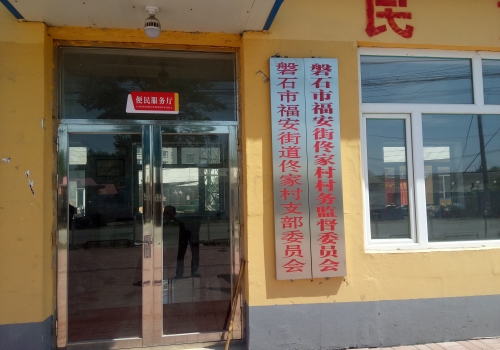 民
便民服务厅
磐石市福安街道佟家村支部委员会
磐石市福安街佟家村村务监督委员会